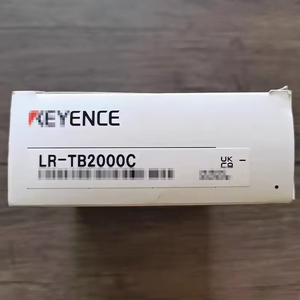 KEYENCE
LR-TB2000C
UK
CA -